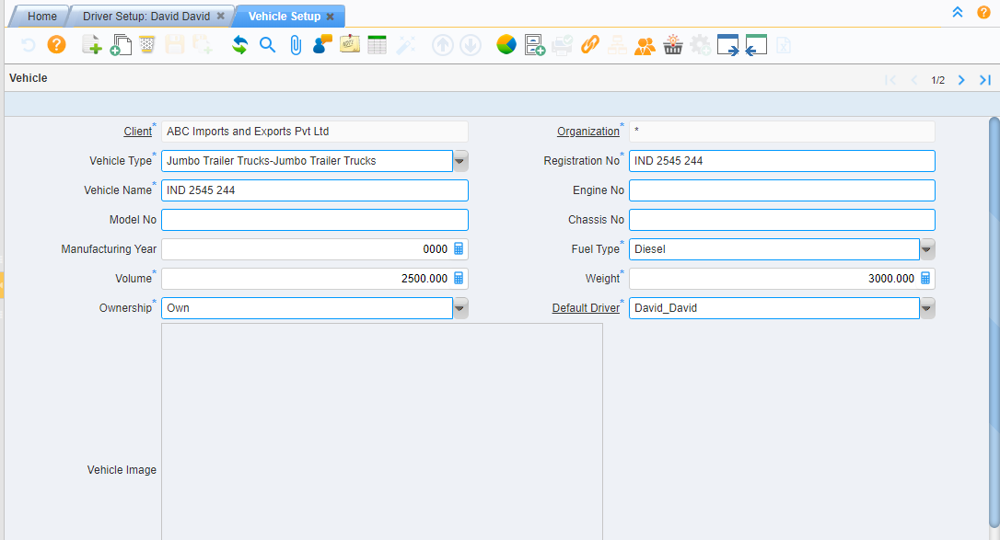 Home Driver Setup: David David Vehicle Setup
Vehicle 1/2
Client* ABC Imports and Exports Pvt Ltd Organization* *
Vehicle Type* Jumbo Trailer Trucks-Jumbo Trailer Trucks Registration No* IND 2545 244
Vehicle Name* IND 2545 244 Engine No
Model No Chassis No
Manufacturing Year 0000 Fuel Type* Diesel
Volume* 2500.000 Weight* 3000.000
Ownership* Own Default Driver* David_David
Vehicle Image